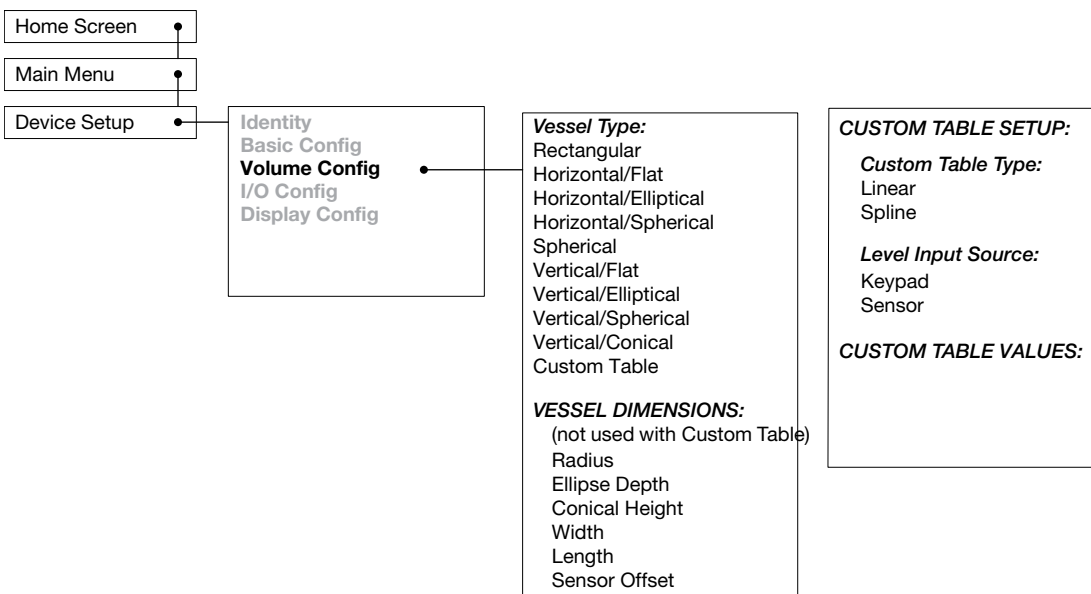 Home Screen
Main Menu
Device Setup
Identity
Basic Config
Volume Config
I/O Config
Display Config
Vessel Type:
Rectangular
Horizontal/Flat
Horizontal/Elliptical
Horizontal/Spherical
Spherical
Vertical/Flat
Vertical/Elliptical
Vertical/Spherical
Vertical/Conical
Custom Table
VESSEL DIMENSIONS:
(not used with Custom Table)
Radius
Ellipse Depth
Conical Height
Width
Length
Sensor Offset
CUSTOM TABLE SETUP:
Custom Table Type:
Linear
Spline
Level Input Source:
Keypad
Sensor
CUSTOM TABLE VALUES: